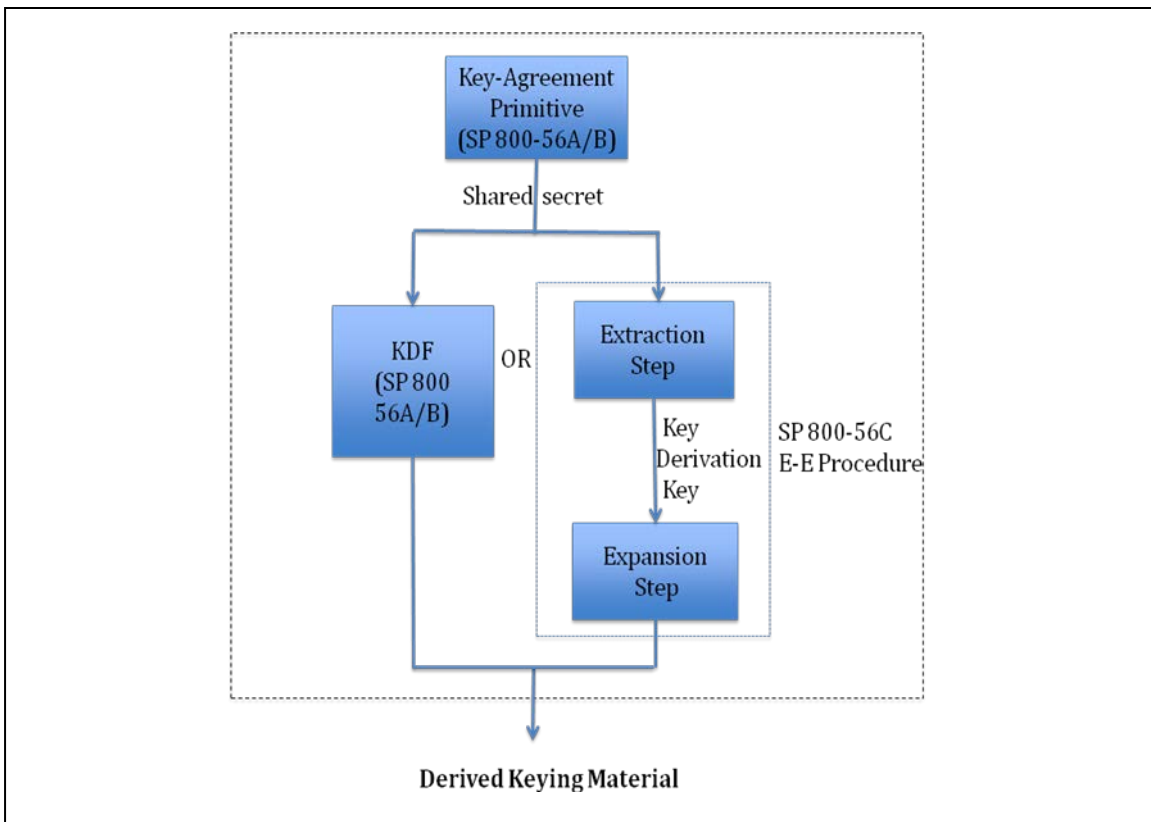 Key-Agreement
Primitive
(SP 800-56A/B)
Shared secret
KDF
(SP 800
56A/B)
OR
Extraction
Step
Key
Derivation
Key
SP 800-56C
E-E Procedure
Expansion
Step
Derived Keying Material